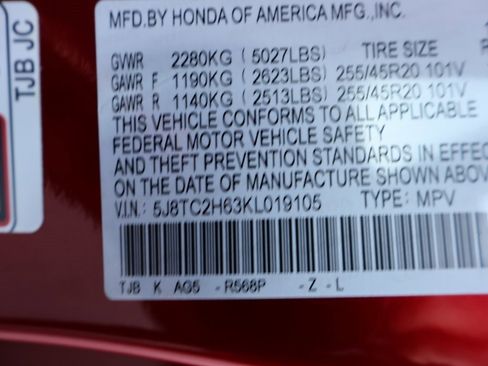 MFD.BY HONDA OF AMERICA MFG.,INC.
GVWR 2280KG (5027LBS) TIRE SIZE
GAWR F 1190KG (2623LBS) 255/45R20 101V
GAWR R 1140KG (2513LBS) 255/45R20 101V
THIS VEHICLE CONFORMS TO ALL APPLICABLE
FEDERAL MOTOR VEHICLE SAFETY
AND THEFT PREVENTION STANDARDS IN EFFEC
DATE OF MANUFACTURE SHOWN ABOV
V.I.N.: 5J8TC2H63KL019105 TYPE: MPV
TJB K AG5 -R568P -Z -L
TJB JC